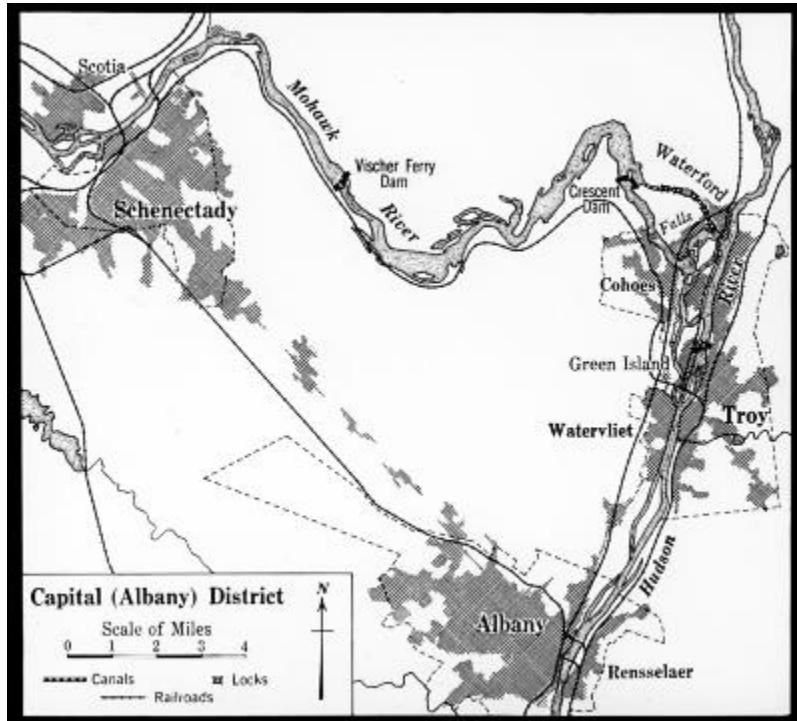 Scotia
Mohawk
River
Vischer Ferry
Dam
Schenectady
Waterford
Crescent
Dam
Falls
Cohoes
River
Green Island
Troy
Watervliet
Hudson
Albany
Rensselaer
Capital (Albany) District
Scale of Miles
0 1 2 3 4
Canals
Locks
Railroads
N